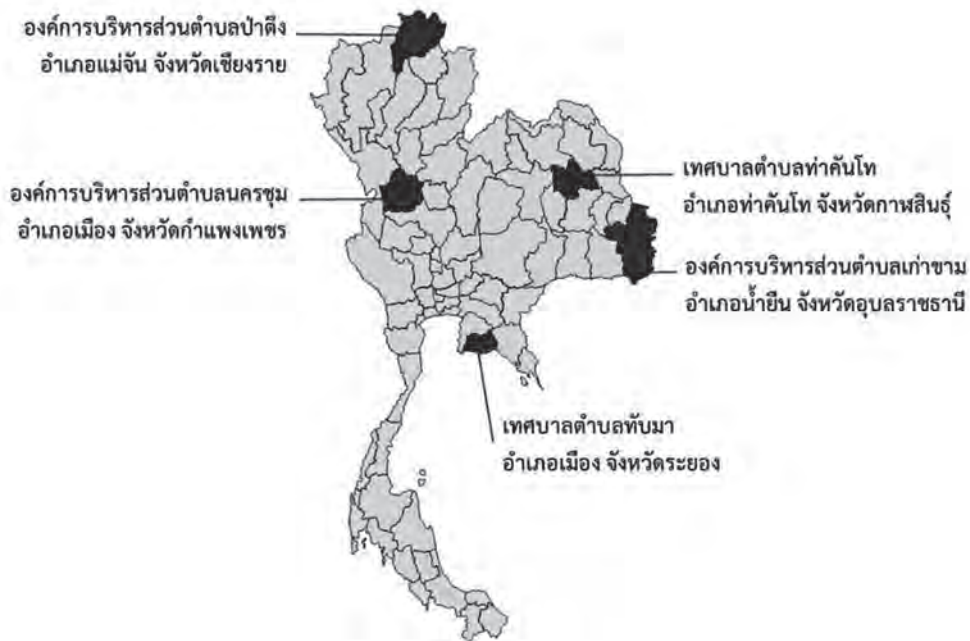 องค์การบริหารส่วนตำบลป่าตึง
อำเภอแม่จัน จังหวัดเชียงราย
องค์การบริหารส่วนตำบลนครชุม
อำเภอเมือง จังหวัดกำแพงเพชร
เทศบาลตำบลท่าคันโท
อำเภอท่าคันโท จังหวัดกาฬสินธุ์
องค์การบริหารส่วนตำบลเก่าขาม
อำเภอน้ำยืน จังหวัดอุบลราชธานี
เทศบาลตำบลทับมา
อำเภอเมือง จังหวัดระยอง